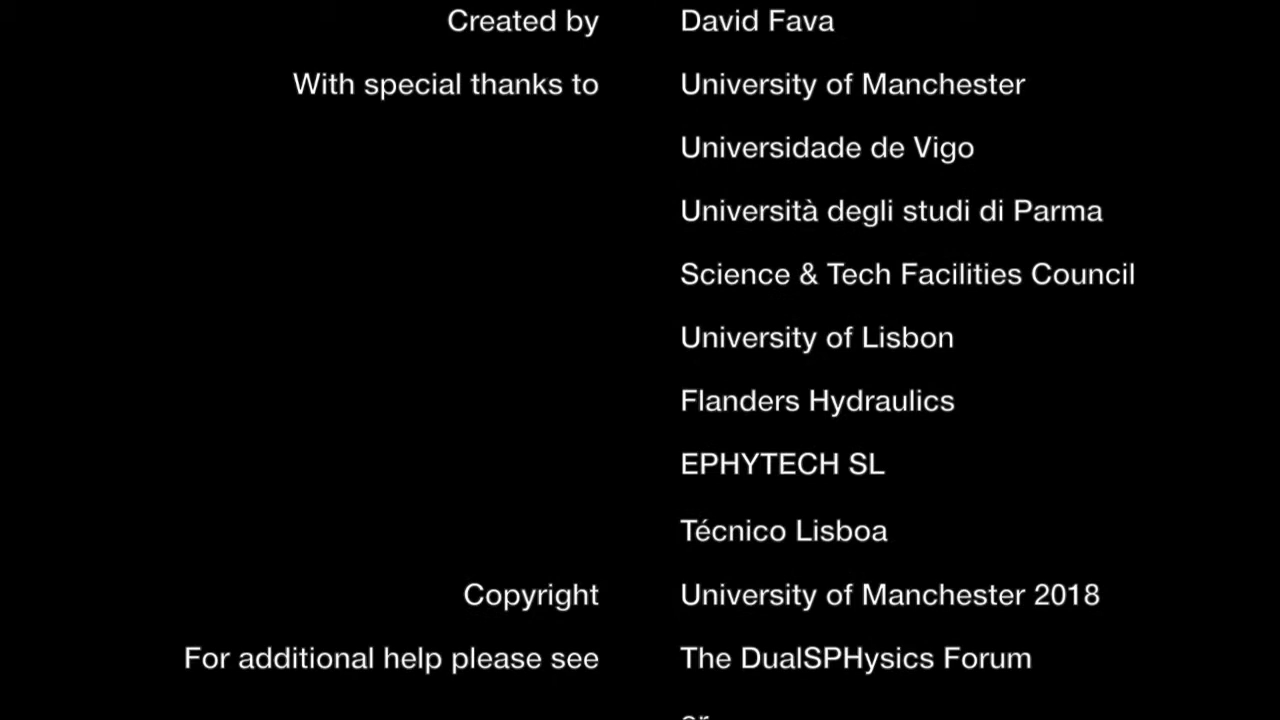 Created by David Fava
With special thanks to University of Manchester
Universidade de Vigo
Università degli studi di Parma
Science & Tech Facilities Council
University of Lisbon
Flanders Hydraulics
EPHYTECH SL
Técnico Lisboa
Copyright University of Manchester 2018
For additional help please see The DualSPHysics Forum